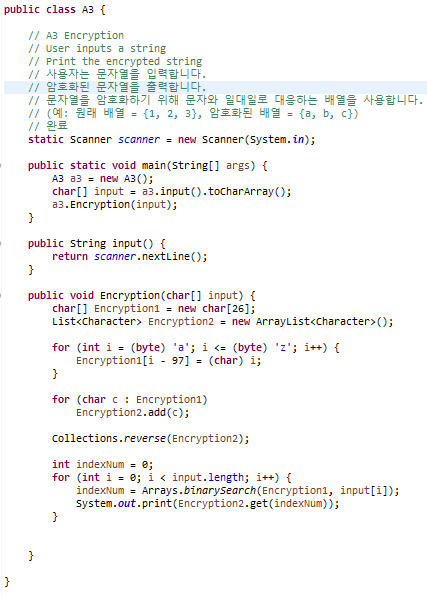 public class A3 {
// A3 Encryption
// User inputs a string
// Print the encrypted string
// 사용자는 문자열을 입력합니다.
// 암호화된 문자열을 출력합니다.
// 문자열을 암호화하기 위해 문자와 일대일로 대응하는 배열을 사용합니다.
// (예: 원래 배열 = {1, 2, 3}, 암호화된 배열 = {a, b, c})
// 완료
static Scanner scanner = new Scanner(System.in);
public static void main(String[] args) {
A3 a3 = new A3();
char[] input = a3.input().toCharArray();
a3.Encryption(input);
}
public String input() {
return scanner.nextLine();
}
public void Encryption(char[] input) {
char[] Encryption1 = new char[26];
List<Character> Encryption2 = new ArrayList<Character>();
for (int i = (byte) 'a'; i <= (byte) 'z'; i++) {
Encryption1[i - 97] = (char) i;
}
for (char c : Encryption1)
Encryption2.add(c);
Collections.reverse(Encryption2);
int indexNum = 0;
for (int i = 0; i < input.length; i++) {
indexNum = Arrays.binarySearch(Encryption1, input[i]);
System.out.print(Encryption2.get(indexNum));
}
}
}